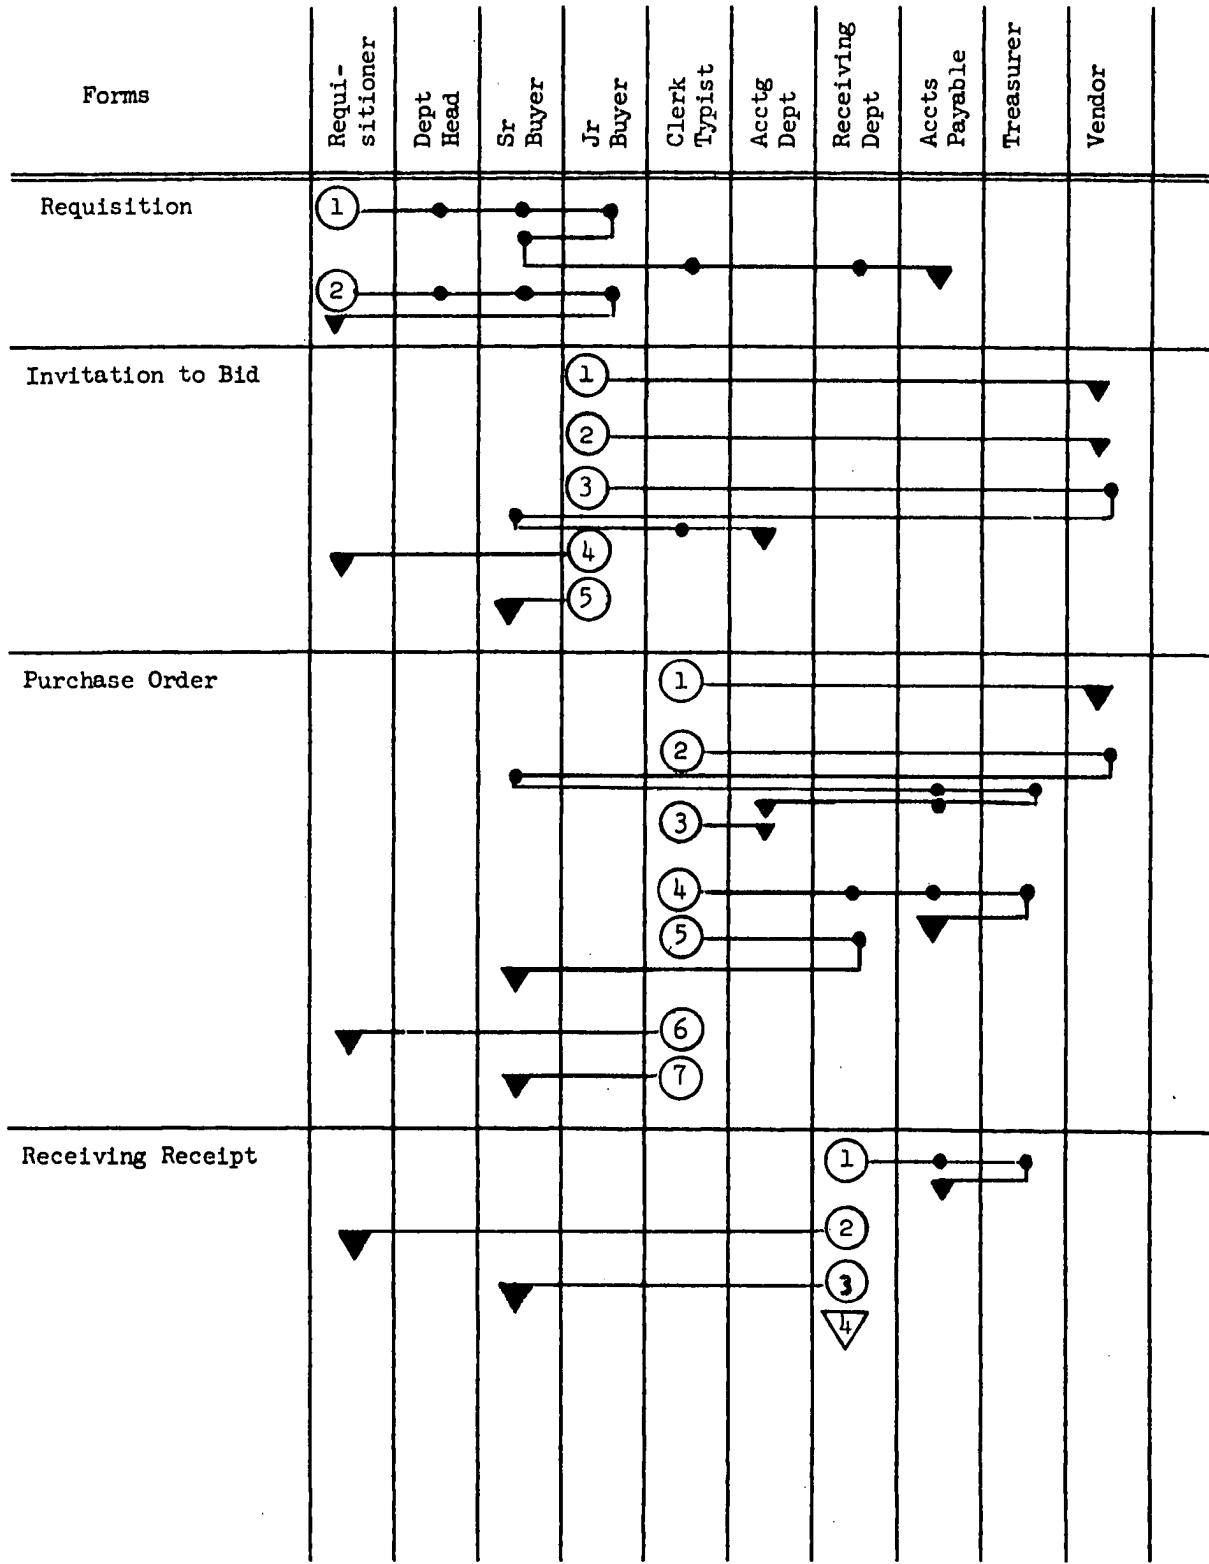 Forms
Requi-
sitioner
Dept
Head
Sr
Buyer
Jr
Buyer
Clerk
Typist
Acctg
Dept
Receiving
Dept
Accts
Payable
Treasurer
Vendor
Requisition
1
2
Invitation to Bid
1
2
3
4
5
Purchase Order
1
2
3
4
5
6
7
Receiving Receipt
1
2
3
4